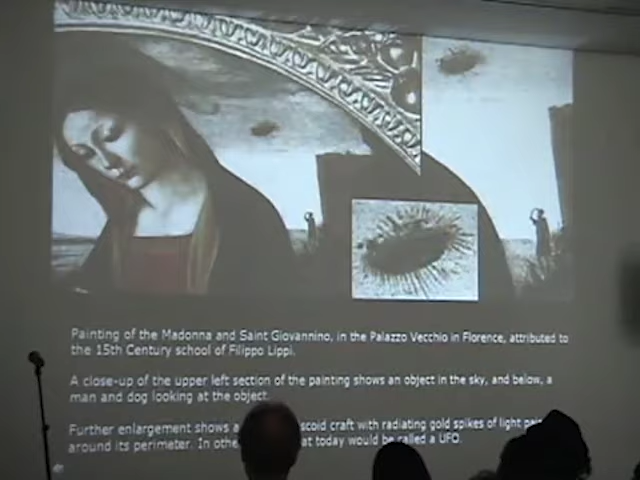 Painting of the Madonna and Saint Giovannino, in the Palazzo Vecchio in Florence, attributed to
the 15th Century school of Filippo Lippi.
A close-up of the upper left section of the painting shows an object in the sky, and below, a
man and dog looking at the object.
Further enlargement shows a scoid craft with radiating gold spikes of light
around its perimeter. In othe at today would be called a UFO.